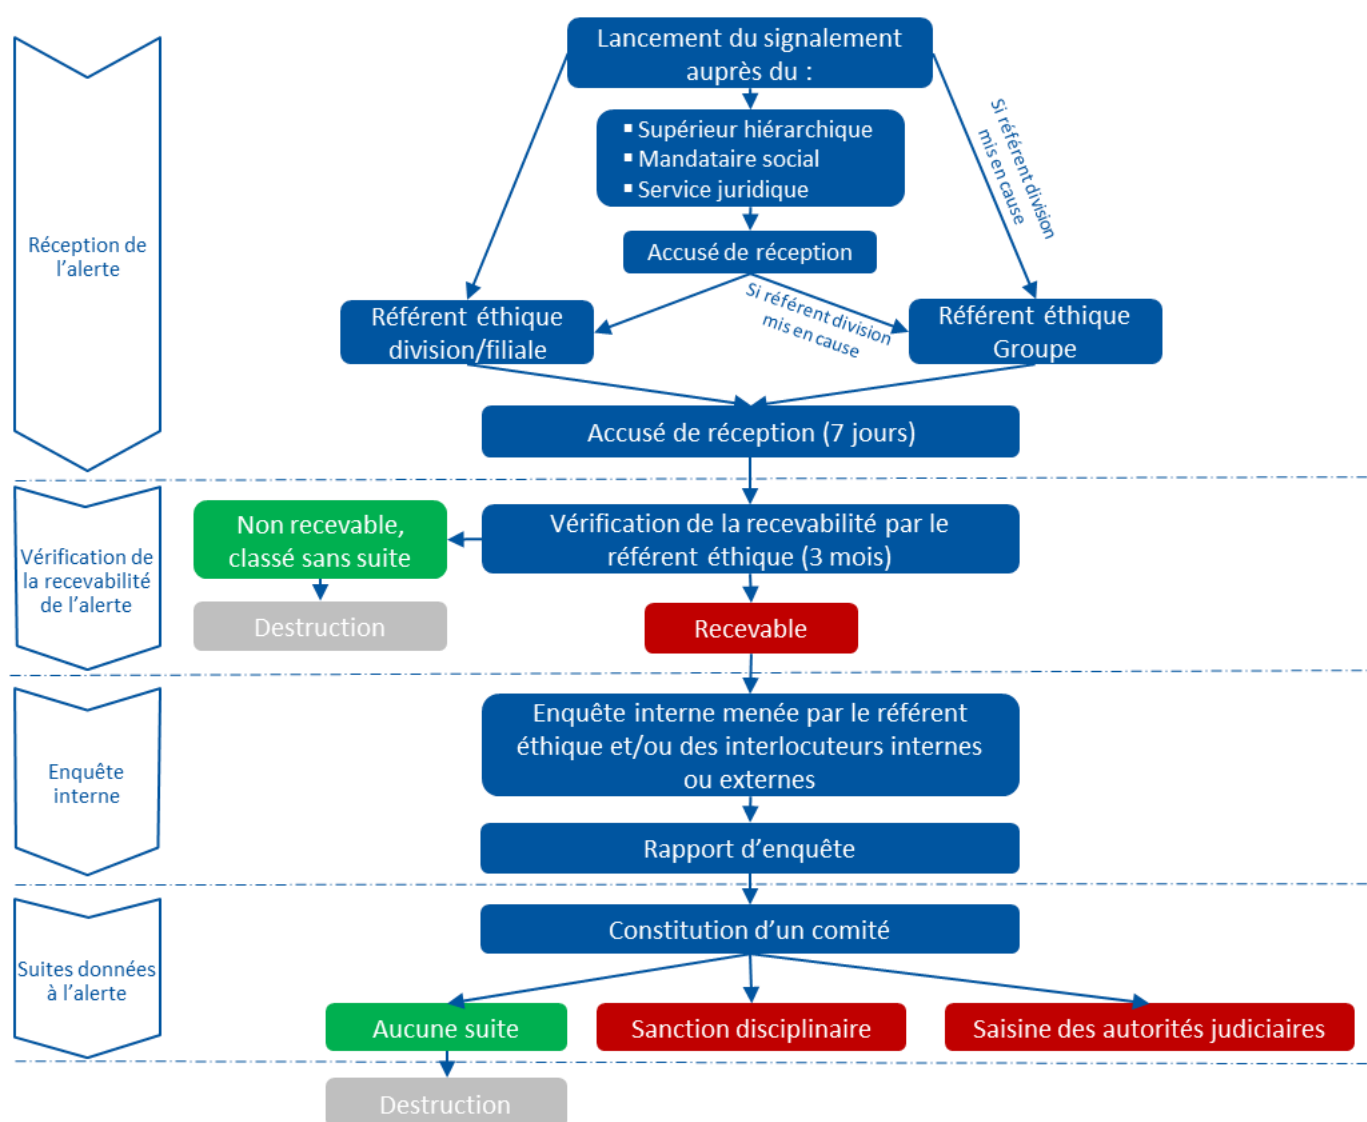 Lancement du signalement
auprès du :
▪ Supérieur hiérarchique
▪ Mandataire social
▪ Service juridique
Si référent division
mis en cause
Réception de
l'alerte
Accusé de réception
Si référent division
mis en cause
Référent éthique
division/filiale
Référent éthique
Groupe
Accusé de réception (7 jours)
Vérification de
la recevabilité
de l'alerte
Non recevable,
classé sans suite
Vérification de la recevabilité par le
référent éthique (3 mois)
Destruction
Recevable
Enquête
interne
Enquête interne menée par le référent
éthique et/ou des interlocuteurs internes
ou externes
Rapport d'enquête
Suites données
à l'alerte
Constitution d'un comité
Aucune suite
Sanction disciplinaire
Saisine des autorités judiciaires
Destruction